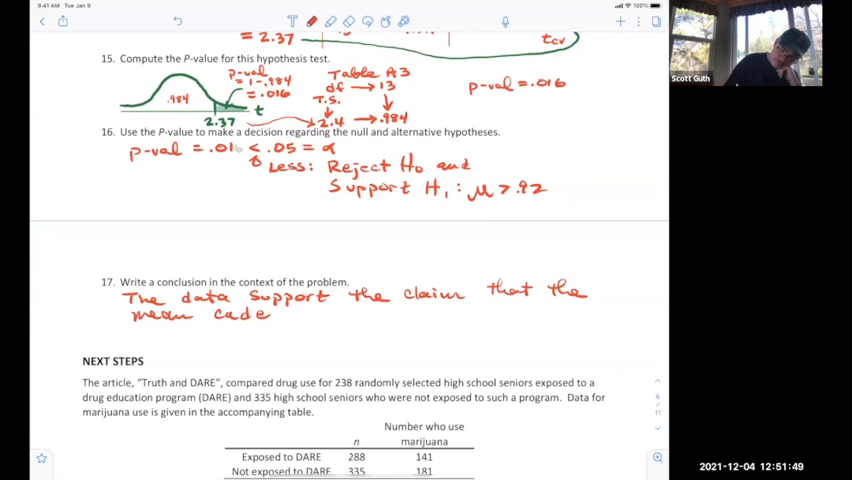 9:41 AM Tue Jan 9
100%
= 2.37
tcv
15. Compute the P-value for this hypothesis test.
p-val
= 1-.984
= .016
.984
t
2.37
Table A3
df → 13
T.S.
2.4 → .984
p-val = .016
16. Use the P-value to make a decision regarding the null and alternative hypotheses.
p-val = .016 < .05 = α
Less: Reject H0 and
Support H1: μ > .92
17. Write a conclusion in the context of the problem.
The data support the claim that the
mean cade
NEXT STEPS
The article, "Truth and DARE", compared drug use for 238 randomly selected high school seniors exposed to a
drug education program (DARE) and 335 high school seniors who were not exposed to such a program. Data for
marijuana use is given in the accompanying table.
Number who use
n marijuana
Exposed to DARE 288 141
Not exposed to DARE 335 181
6
11
Scott Guth
2021-12-04 12:51:49